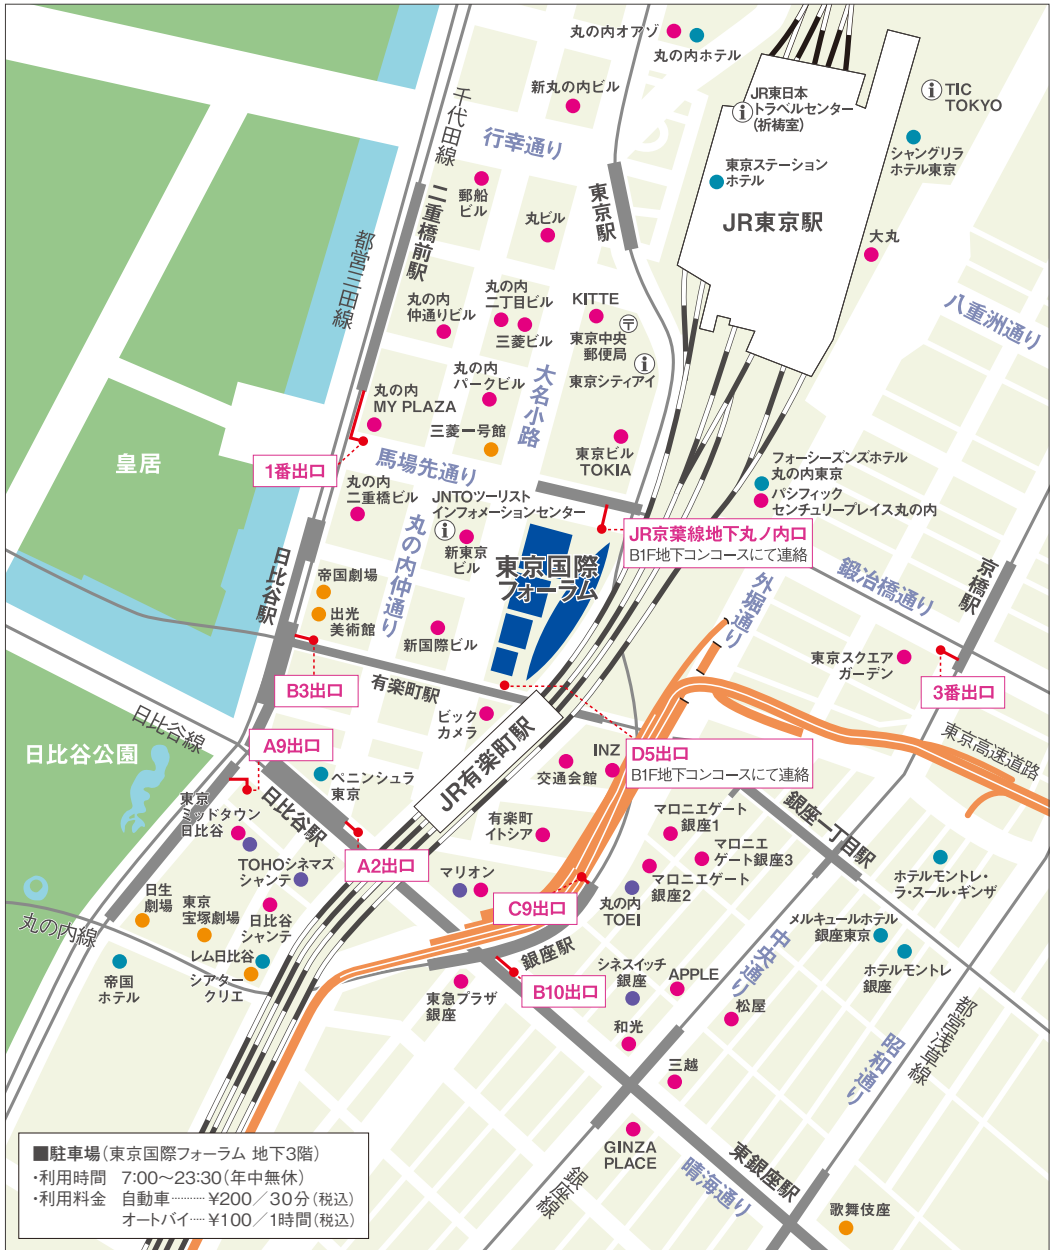 丸の内オアゾ
丸の内ホテル
新丸の内ビル
JR東日本
トラベルセンター
(祈祷室)
TIC
TOKYO
千代田線
行幸通り
シャングリラ
ホテル東京
東京ステーション
ホテル
郵船
ビル
東京駅
JR東京駅
二重橋前駅
丸ビル
大丸
都営三田線
丸の内
仲通りビル
丸の内
二丁目ビル
三菱ビル
KITTE
東京中央
郵便局
〒
東京シティアイ
八重洲通り
丸の内
パークビル
大名小路
丸の内
MY PLAZA
三菱一号館
東京ビル
TOKIA
皇居
1番出口
馬場先通り
フォーシーズンズホテル
丸の内東京
パシフィック
センチュリープレイス丸の内
丸の内
二重橋ビル
JNTOツーリスト
インフォメーションセンター
新東京
ビル
丸の内仲通り
JR京葉線地下丸ノ内口
B1F地下コンコースにて連絡
東京国際
フォーラム
日比谷駅
帝国劇場
出光
美術館
新国際ビル
外堀通り
鍛冶橋通り
京橋駅
東京スクエア
ガーデン
3番出口
B3出口
有楽町駅
ビック
カメラ
日比谷線
A9出口
日比谷公園
ペニンシュラ
東京
JR有楽町駅
INZ
交通会館
D5出口
B1F地下コンコースにて連絡
東京高速道路
東京
ミッドタウン
日比谷
日比谷駅
有楽町
イトシア
マロニエゲート
銀座1
マロニエ
ゲート銀座3
銀座一丁目駅
TOHOシネマズ
シャンテ
A2出口
マリオン
マロニエゲート
銀座2
ホテルモントレ・
ラ・スール・ギンザ
日生
劇場
東京
宝塚劇場
日比谷
シャンテ
C9出口
丸の内
TOEI
丸の内線
メルキュールホテル
銀座東京
レム日比谷
銀座駅
中央通り
帝国
ホテル
シアター
クリエ
シネスイッチ
銀座
APPLE
ホテルモントレ
銀座
東急プラザ
銀座
B10出口
松屋
都営浅草線
和光
昭和通り
三越
GINZA
PLACE
銀座線
晴海通り
東銀座駅
歌舞伎座
■駐車場(東京国際フォーラム 地下3階)
・利用時間 7:00～23:30(年中無休)
・利用料金 自動車………¥200／30分(税込)
オートバイ……¥100／1時間(税込)